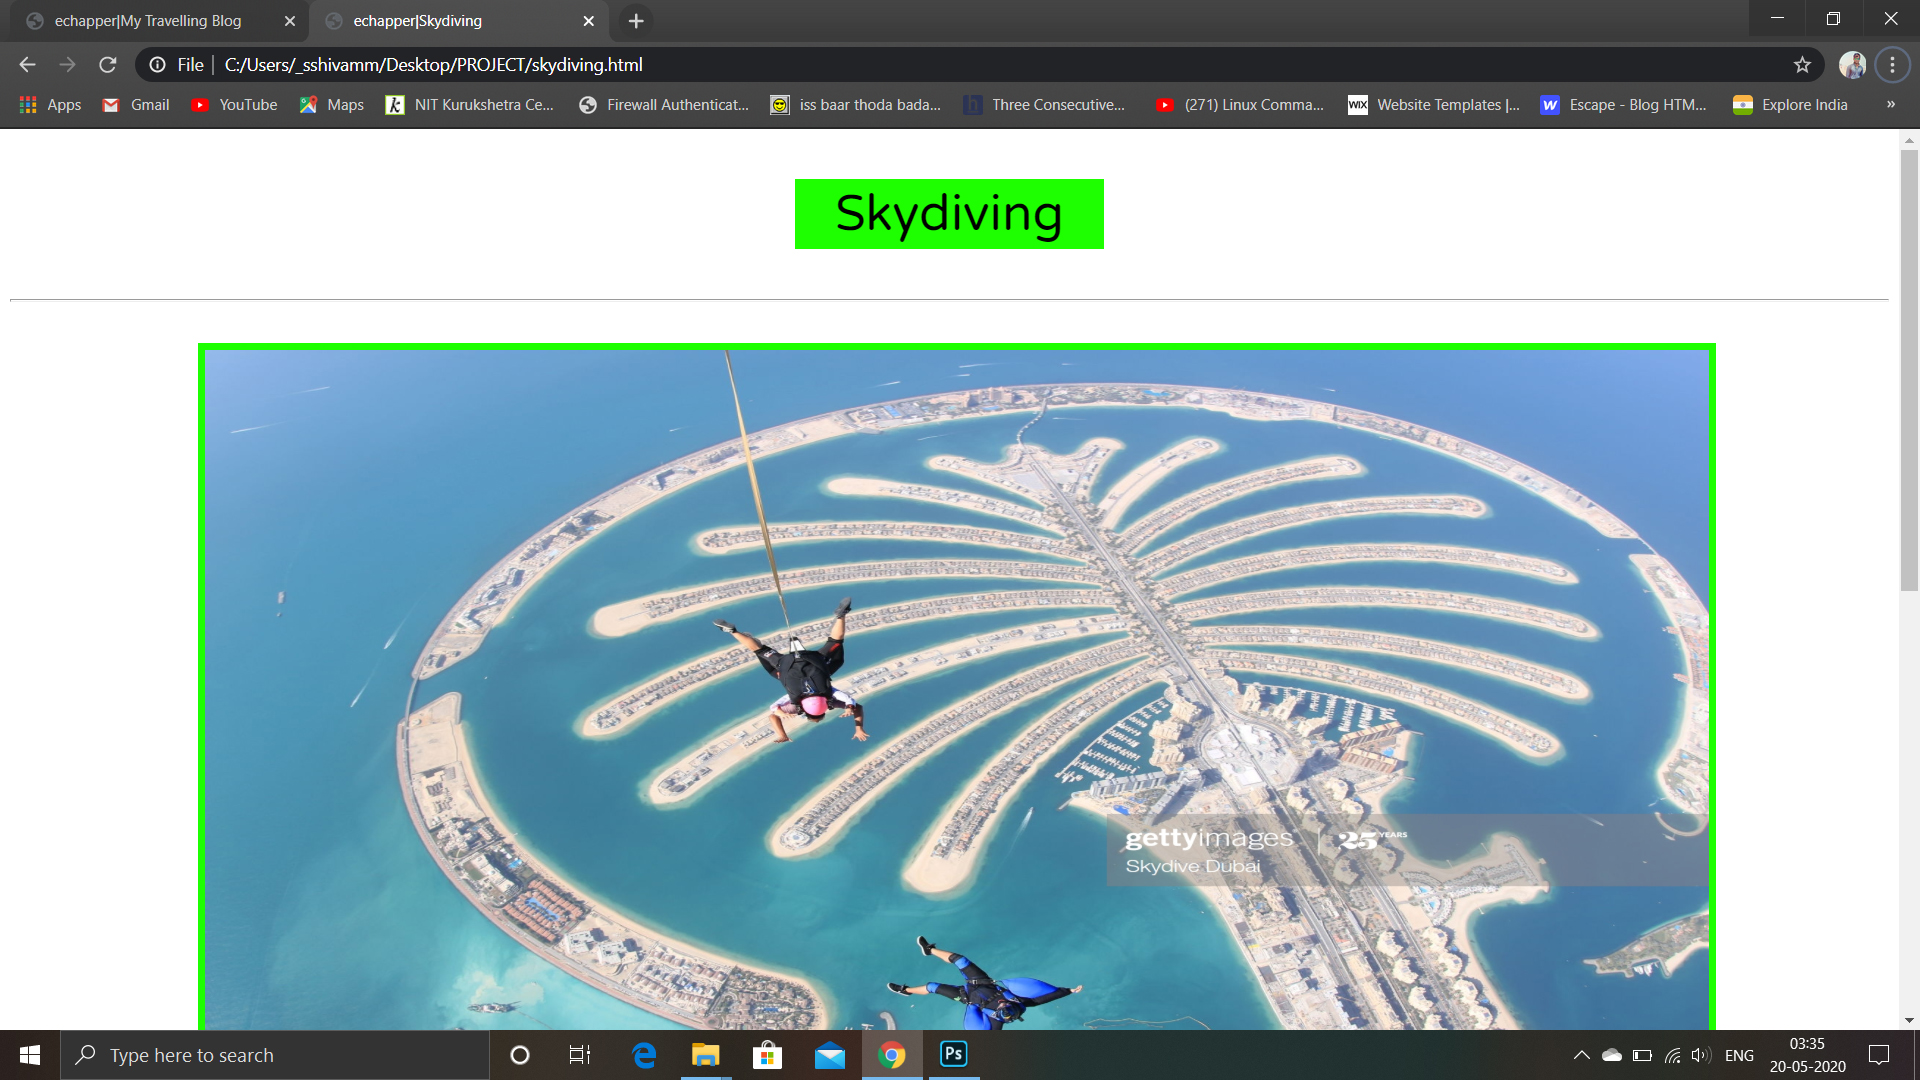 echapper|My Travelling Blog
echapper|Skydiving
File | C:/Users/_sshivamm/Desktop/PROJECT/skydiving.html
Apps
Gmail
YouTube
Maps
k NIT Kurukshetra Ce...
Firewall Authenticat...
iss baar thoda bada...
h Three Consecutive...
(271) Linux Comma...
WIX Website Templates |...
W Escape - Blog HTM...
Explore India
»
Skydiving
gettyimages | 25 YEARS
Skydive Dubai
Type here to search
e
Ps
ENG
03:35
20-05-2020